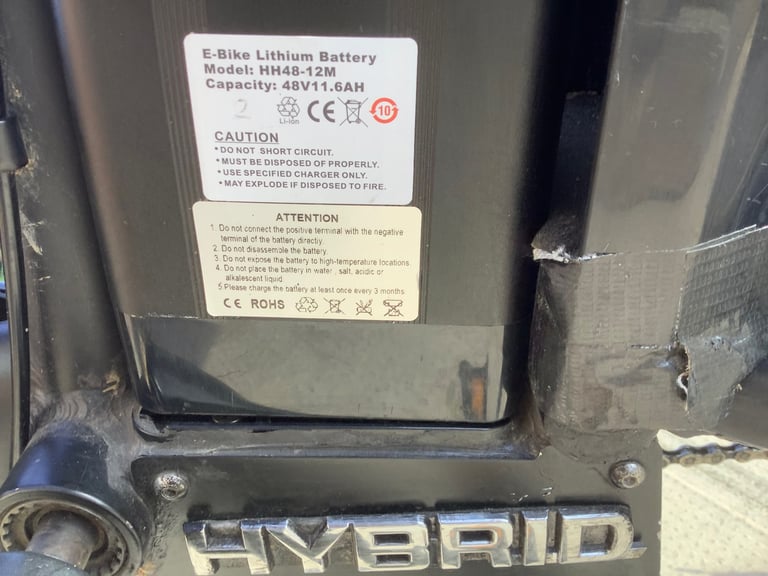 E-Bike Lithium Battery
Model: HH48-12M
Capacity: 48V11.6AH
2
Li-ion
CE
10
CAUTION
• DO NOT SHORT CIRCUIT.
• MUST BE DISPOSED OF PROPERLY.
• USE SPECIFIED CHARGER ONLY.
• MAY EXPLODE IF DISPOSED TO FIRE.
ATTENTION
1. Do not connect the positive terminal with the negative
terminal of the battery directly.
2. Do not disassemble the battery.
3. Do not expose the battery to high-temperature locations
4. Do not place the battery in water, salt, acidic or
alkalescent liquid.
5.Please charge the battery at least once every 3 months.
CE ROHS
HYBRID